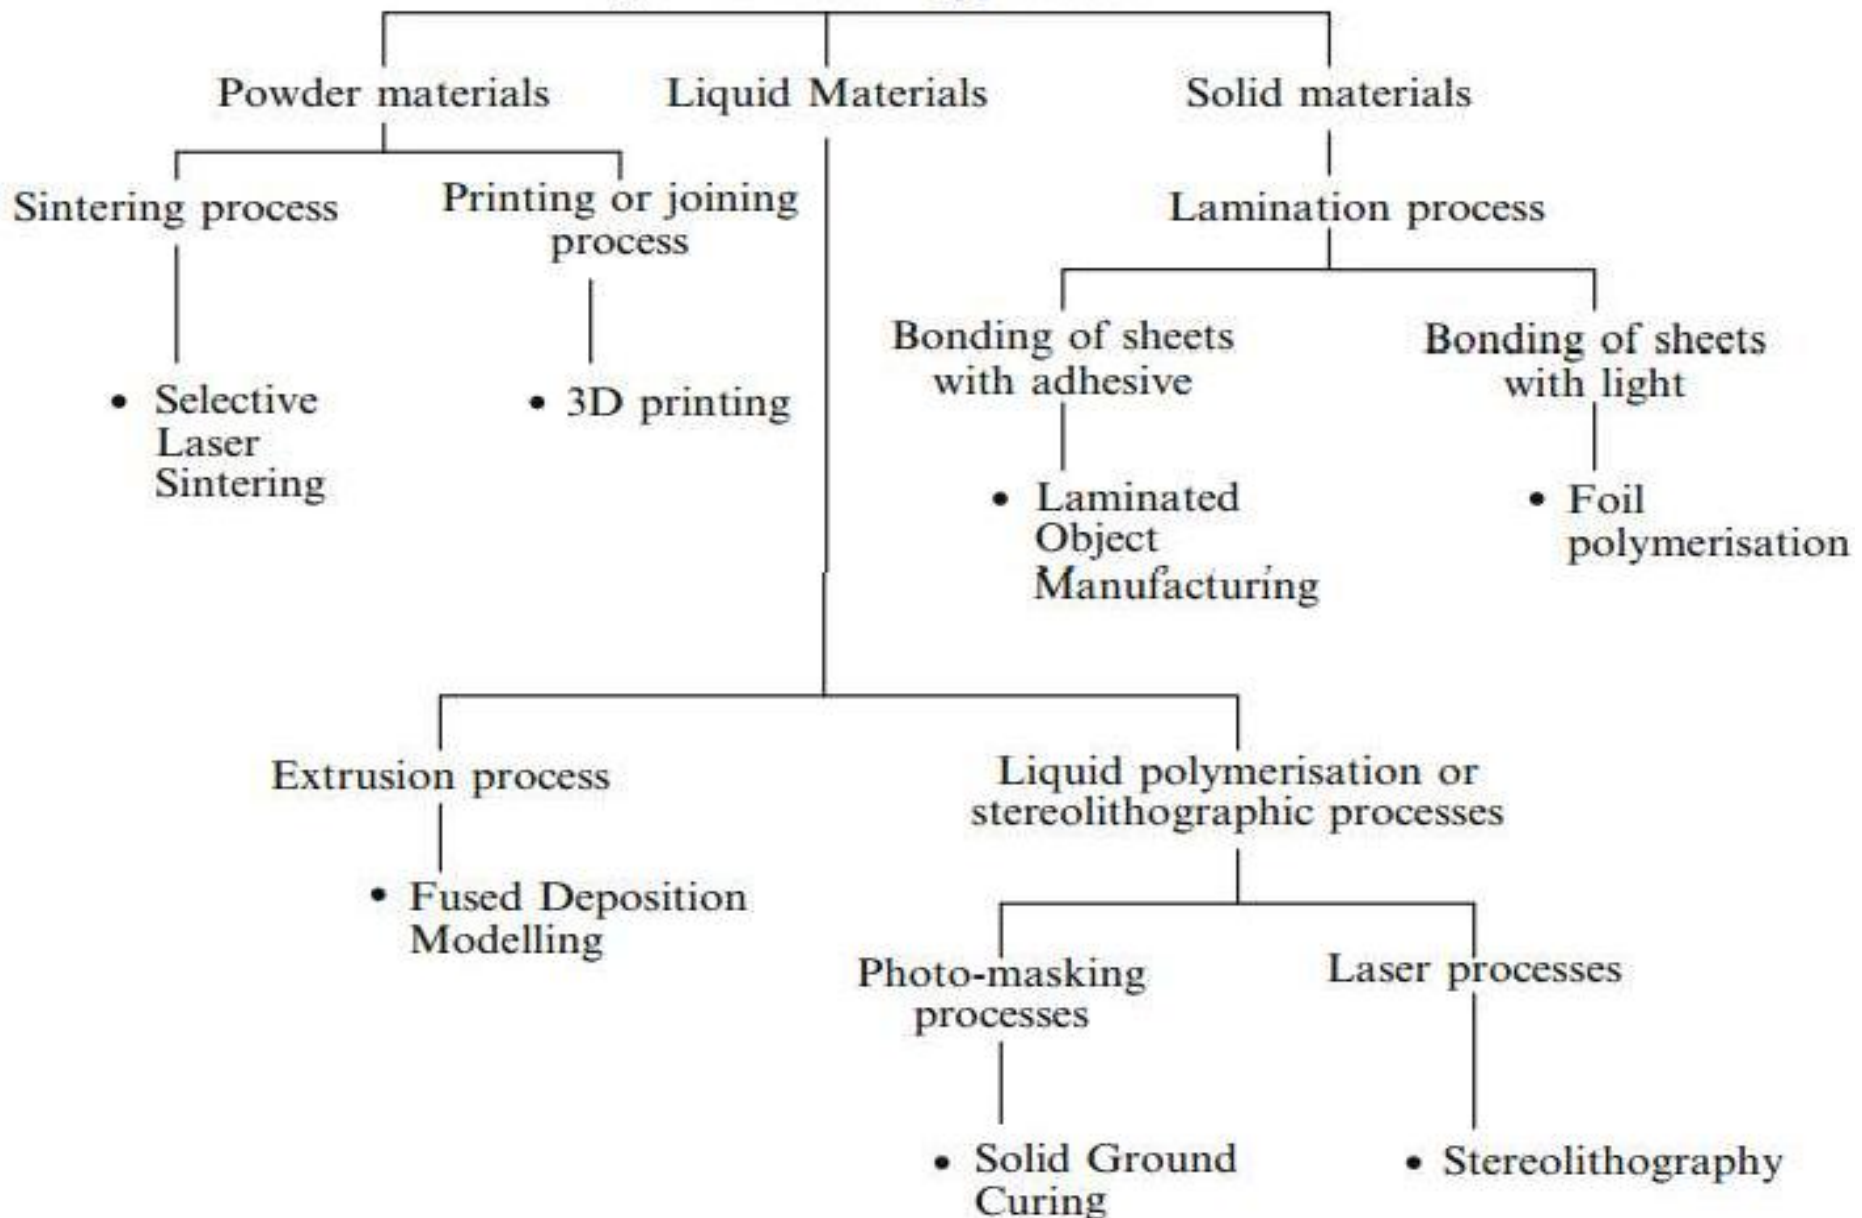 Powder materials
Liquid Materials
Solid materials
Sintering process
Printing or joining
process
Lamination process
Bonding of sheets
with adhesive
Bonding of sheets
with light
• Selective
Laser
Sintering
• 3D printing
• Laminated
Object
Manufacturing
• Foil
polymerisation
Extrusion process
Liquid polymerisation or
stereolithographic processes
• Fused Deposition
Modelling
Photo-masking
processes
Laser processes
• Solid Ground
Curing
• Stereolithography